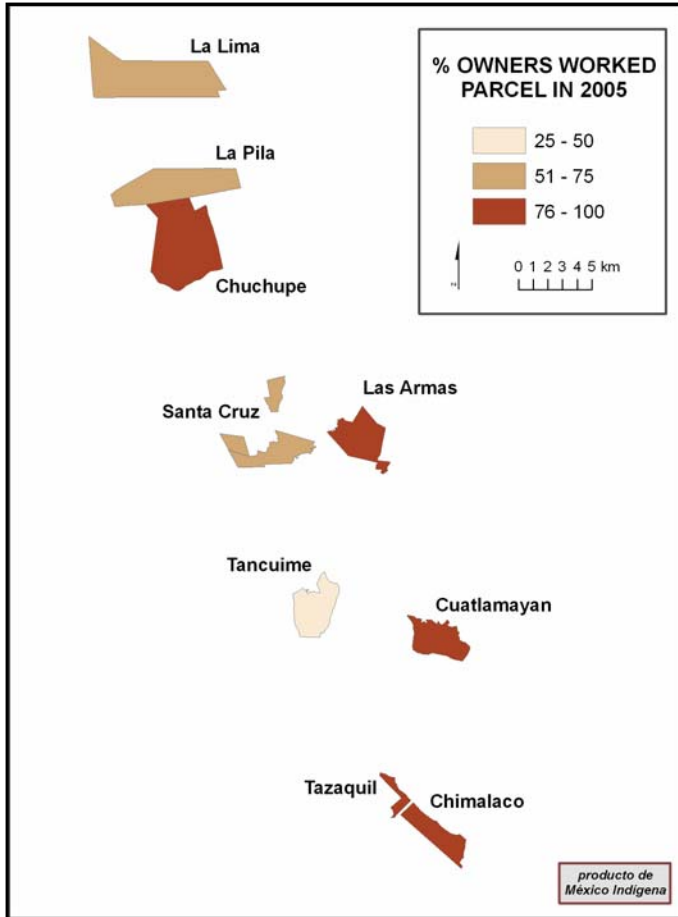 La Lima
% OWNERS WORKED
PARCEL IN 2005
25 - 50
51 - 75
76 - 100
0 1 2 3 4 5 km
La Pila
Chuchupe
Santa Cruz
Las Armas
Tancuime
Cuatlamayan
Tazaquil
Chimalaco
producto de
México Indígena